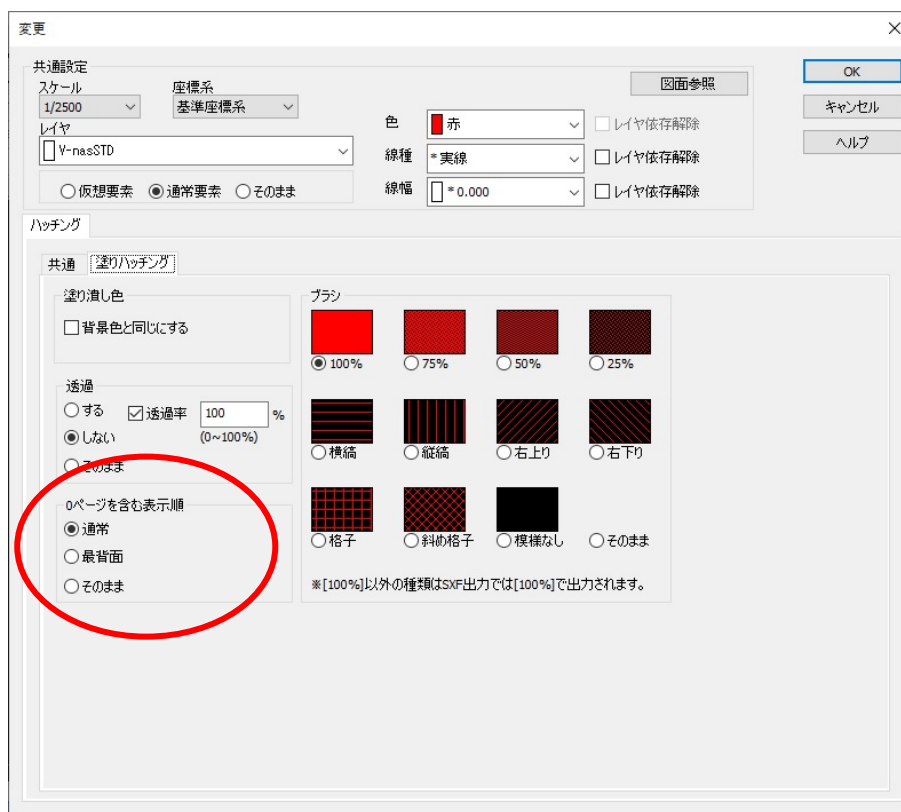 変更
共通設定
スケール
座標系
図面参照
OK
1/2500
基準座標系
キャンセル
レイヤ
色
赤
レイヤ依存解除
V-nasSTD
線種
*実線
レイヤ依存解除
ヘルプ
仮想要素 通常要素 そのまま
線幅
*0.000
レイヤ依存解除
ハッチング
共通 塗りハッチング
塗り潰し色
背景色と同じにする
ブラシ
100% 75% 50% 25%
透過
する 透過率 100 %
しない (0~100%)
そのまま
横縞 縦縞 右上り 右下り
0ページを含む表示順
通常
最背面
そのまま
格子 斜め格子 模様なし そのまま
※[100%]以外の種類はSXF出力では[100%]で出力されます。